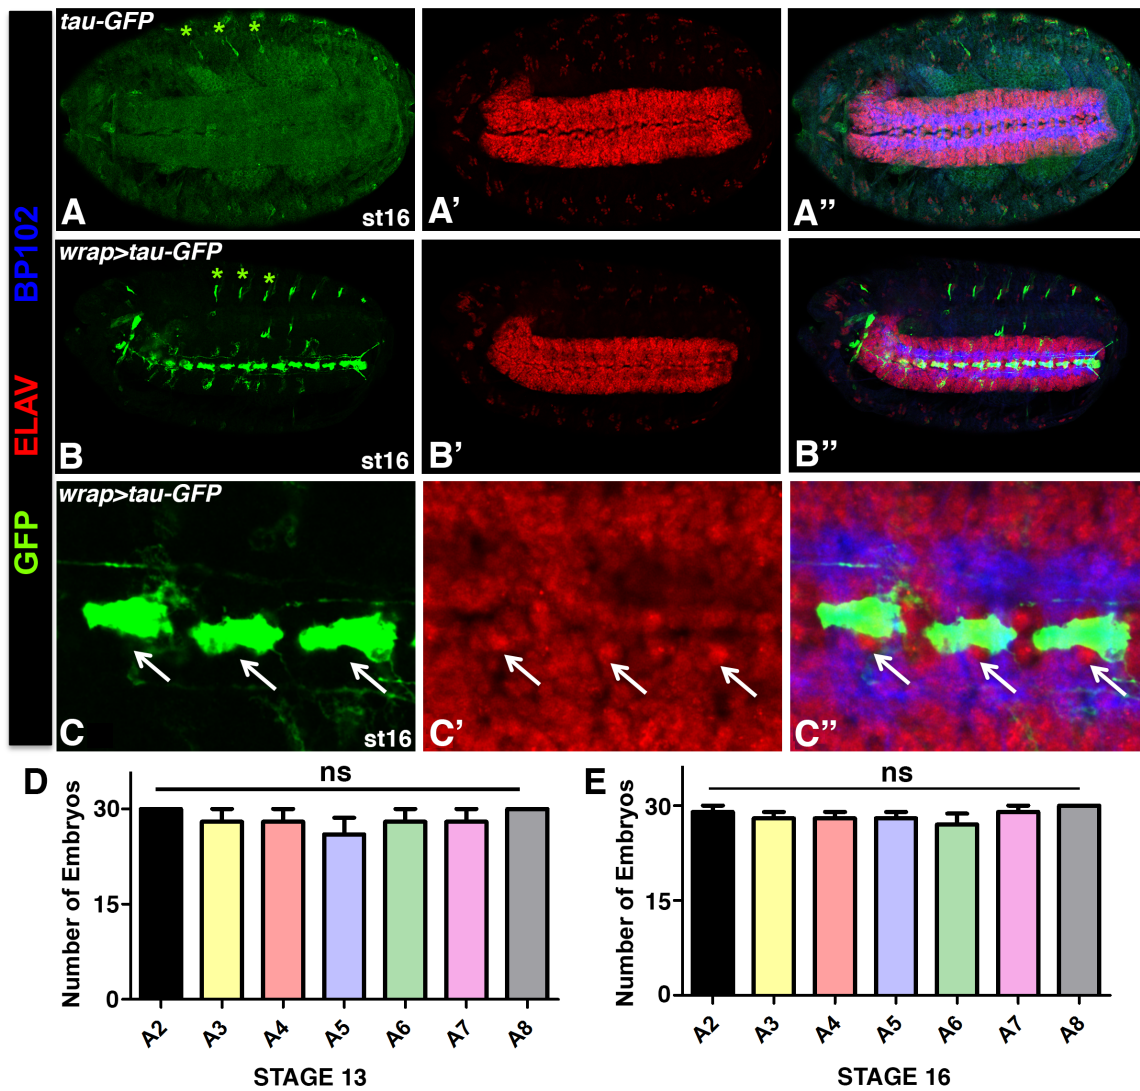 GFP ELAV BP102
tau-GFP
* * *
A
st16
A’
A’’
wrap>tau-GFP
* * *
B
st16
B’
B’’
wrap>tau-GFP
C
st16
C’
C’’
D
ns
Number of Embryos
30
15
0
A2 A3 A4 A5 A6 A7 A8
STAGE 13
E
ns
Number of Embryos
30
15
0
A2 A3 A4 A5 A6 A7 A8
STAGE 16